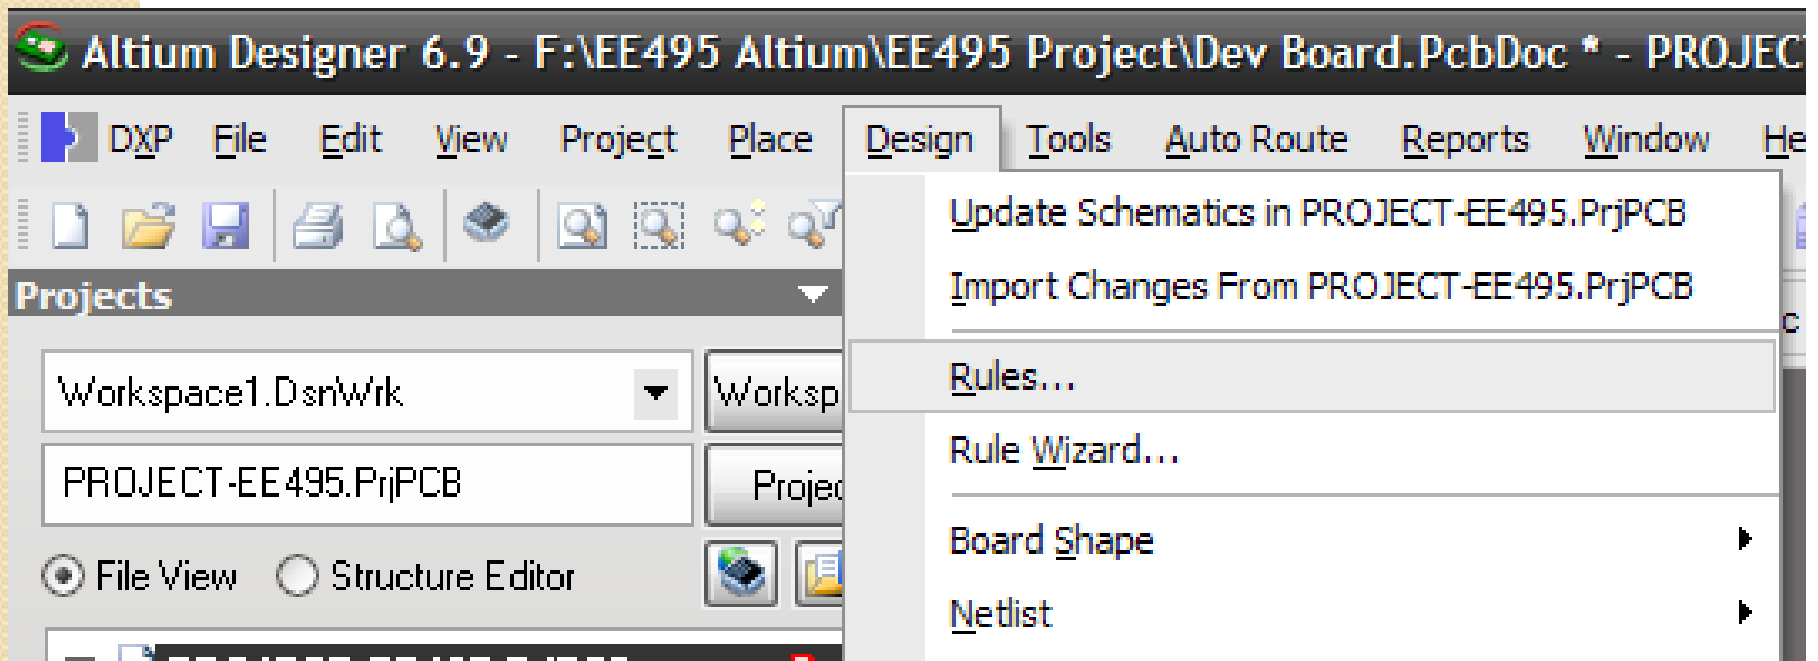 Altium Designer 6.9 - F:\EE495 Altium\EE495 Project\Dev Board.PcbDoc * - PROJEC
DXP File Edit View Project Place Design Tools Auto Route Reports Window He
Update Schematics in PROJECT-EE495.PrjPCB
Import Changes From PROJECT-EE495.PrjPCB
Projects
Rules...
Workspace1.DsnWrk Worksp
Rule Wizard...
PROJECT-EE495.PrjPCB Projec
Board Shape
File View Structure Editor
Netlist